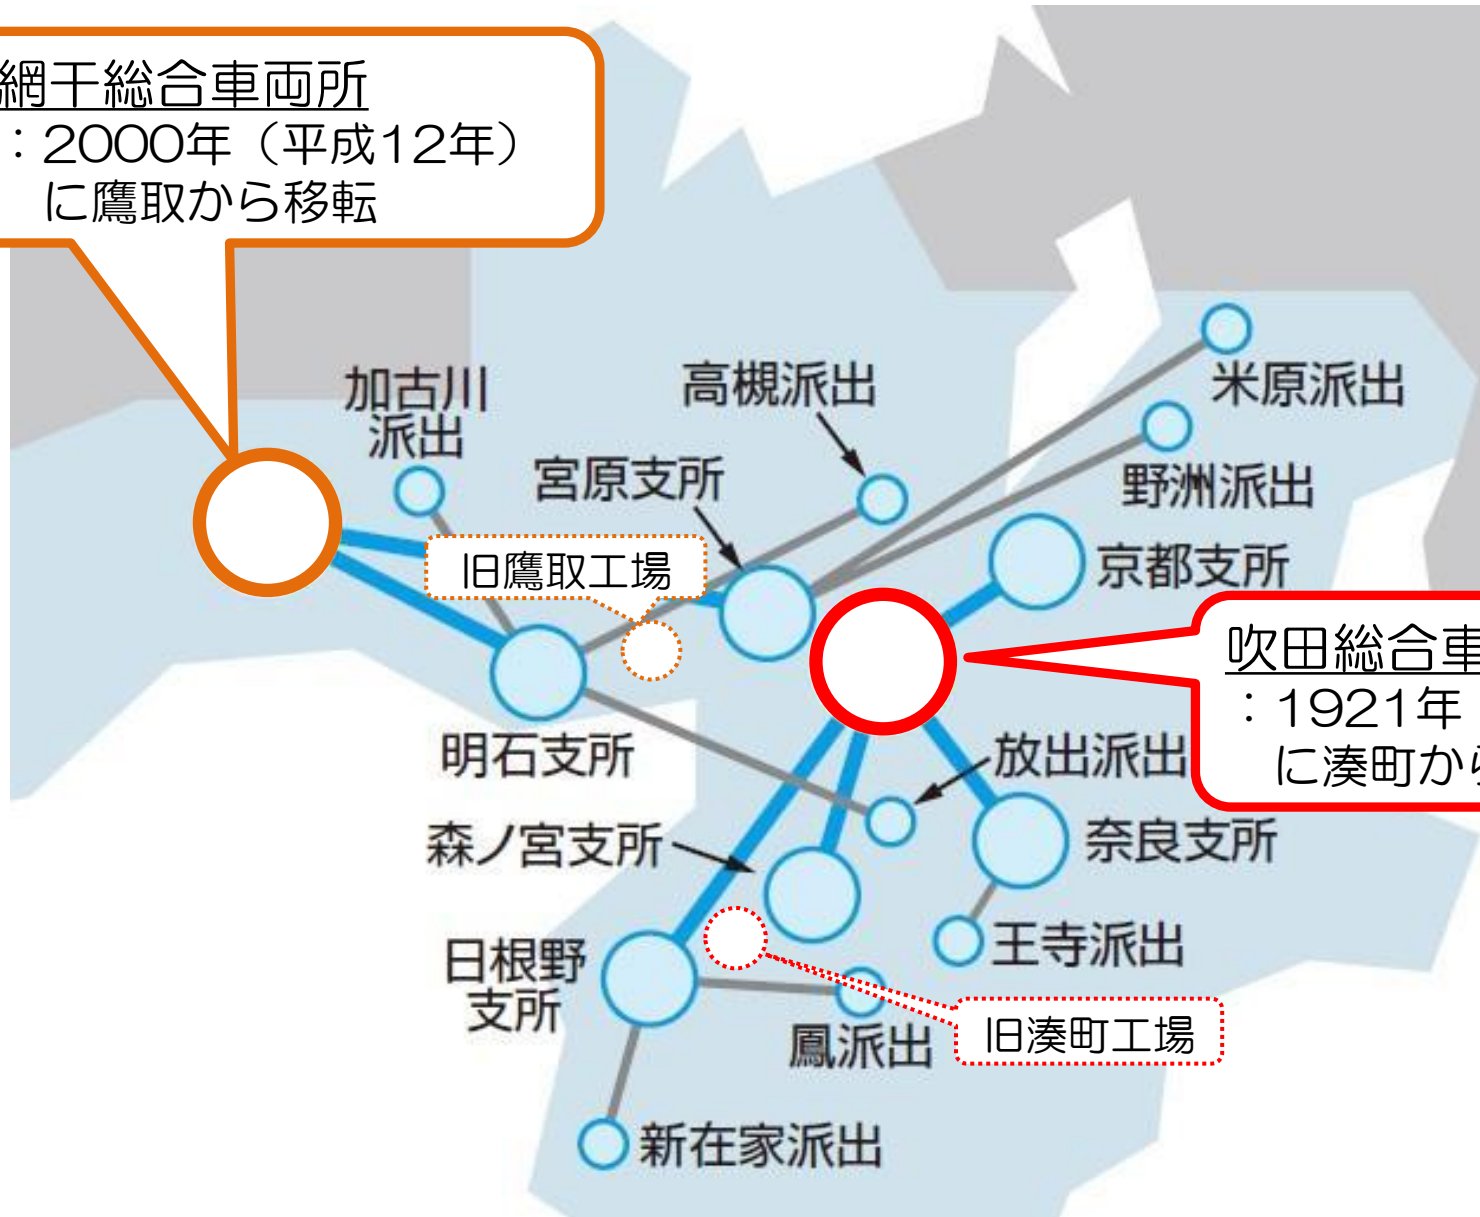 網干総合車両所
：2000年（平成12年）
に鷹取から移転
加古川
派出
高槻派出
米原派出
宮原支所
野洲派出
旧鷹取工場
京都支所
吹田総合車
：1921年
に湊町から
明石支所
放出派出
森ノ宮支所
奈良支所
日根野
支所
王寺派出
旧湊町工場
鳳派出
新在家派出